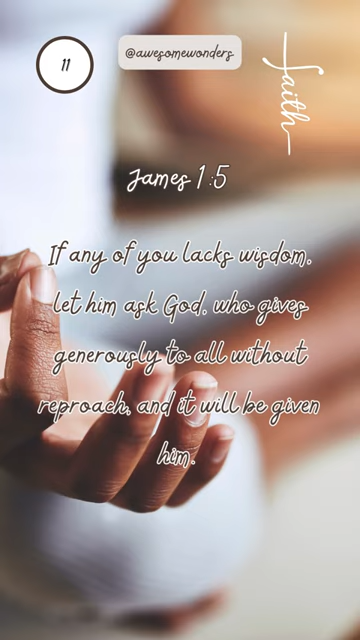 11
@awesomewonders
faith
James 1:5
If any of you lacks wisdom,
let him ask God, who gives
generously to all without
reproach, and it will be given
him.